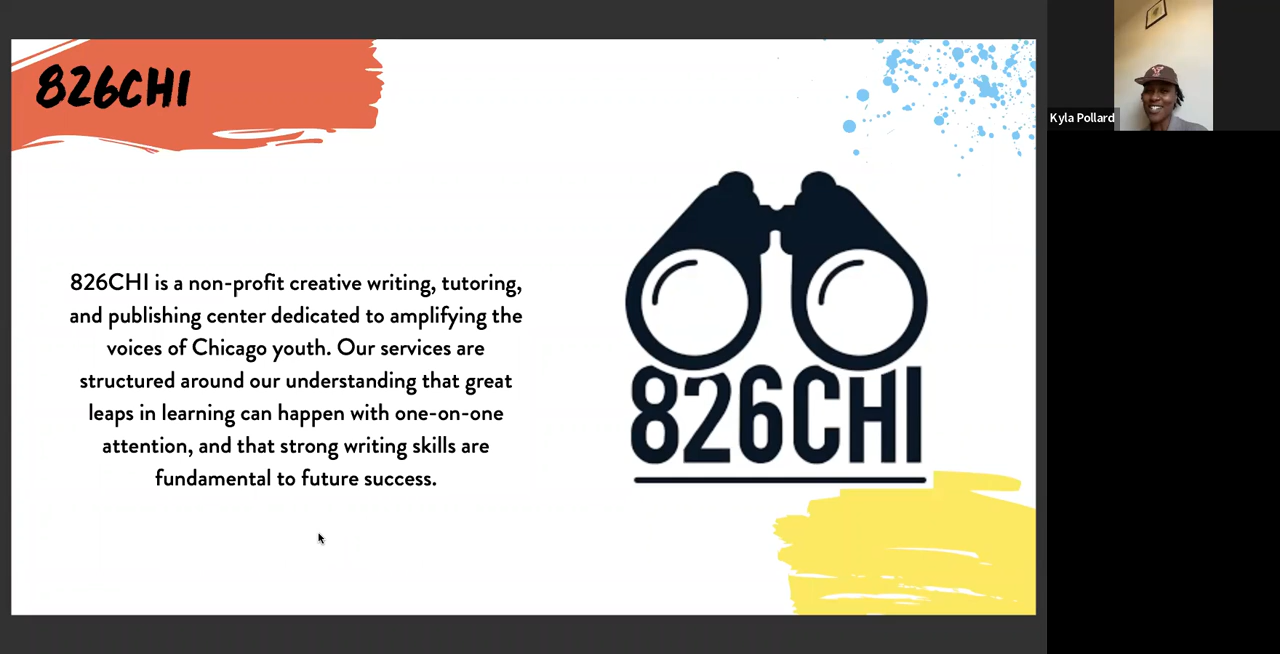 826CHI
826CHI is a non-profit creative writing, tutoring,
and publishing center dedicated to amplifying the
voices of Chicago youth. Our services are
structured around our understanding that great
leaps in learning can happen with one-on-one
attention, and that strong writing skills are
fundamental to future success.
826CHI
Kyla Pollard